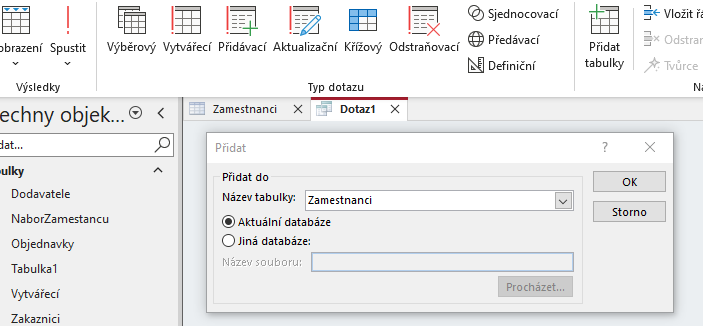 obrazení Spustit
Výběrový Vytvářecí Přidávací Aktualizační Křížový Odstraňovací
Sjednocovací
Předávací
Definiční
Přidat
tabulky
Vložit ř
Odstra
Tvůrce
Výsledky
Typ dotazu
echny objek...
Zamestnanci
Dotaz1
dat...
ulky
Dodavatele
NaborZamestancu
Objednavky
Tabulka1
Vytvářecí
Zakaznici
Přidat
Přidat do
Název tabulky: Zamestnanci
Aktuální databáze
Jiná databáze:
Název souboru:
Procházet...
OK
Storno